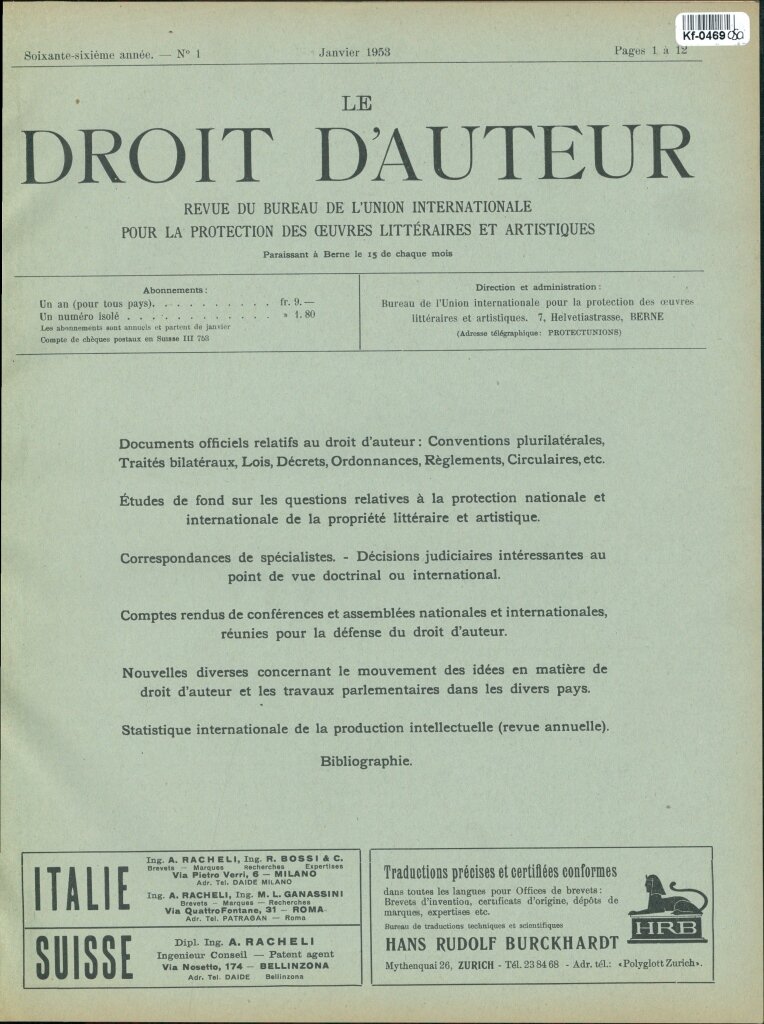 Kf-0469
Soixante-sixième année. — Nº 1
Janvier 1953
Pages 1 à 12
LE
DROIT D'AUTEUR
REVUE DU BUREAU DE L'UNION INTERNATIONALE
POUR LA PROTECTION DES ŒUVRES LITTÉRAIRES ET ARTISTIQUES
Paraissant à Berne le 15 de chaque mois
Abonnements:
Un an (pour tous pays). . . . . . . . . . fr. 9.—
Un numéro isolé . . . . . . . . . . . . . » 1.80
Les abonnements sont annuels et partent de janvier
Compte de chèques postaux en Suisse III 753
Direction et administration:
Bureau de l'Union internationale pour la protection des œuvres
littéraires et artistiques. 7, Helvetiastrasse, BERNE
(Adresse télégraphique: PROTECTUNIONS)
Documents officiels relatifs au droit d'auteur: Conventions plurilatérales,
Traités bilatéraux, Lois, Décrets, Ordonnances, Règlements, Circulaires, etc.
Études de fond sur les questions relatives à la protection nationale et
internationale de la propriété littéraire et artistique.
Correspondances de spécialistes. - Décisions judiciaires intéressantes au
point de vue doctrinal ou international.
Comptes rendus de conférences et assemblées nationales et internationales,
réunies pour la défense du droit d'auteur.
Nouvelles diverses concernant le mouvement des idées en matière de
droit d'auteur et les travaux parlementaires dans les divers pays.
Statistique internationale de la production intellectuelle (revue annuelle).
Bibliographie.
ITALIE
Ing. A. RACHELI, Ing. R. BOSSI & C.
Brevets — Marques Recherches Expertises
Via Pietro Verri, 6 — MILANO
Adr. Tel. DAIDE MILANO
Ing. A. RACHELI, Ing. M. L. GANASSINI
Brevets — Marques — Recherches
Via Quattro Fontane, 31 — ROMA
Adr. Tel. PATRAGAN — Roma
SUISSE
Dipl. Ing. A. RACHELI
Ingenieur Conseil — Patent agent
Via Nosetto, 174 — BELLINZONA
Adr. Tel. DAIDE Bellinzona
Traductions précises et certifiées conformes
dans toutes les langues pour Offices de brevets:
Brevets d'invention, certificats d'origine, dépôts de
marques, expertises etc.
Bureau de traductions techniques et scientifiques
HANS RUDOLF BURCKHARDT
HRB
Mythenquai 26, ZURICH - Tél. 23 84 68 - Adr. tél.: «Polyglott Zurich».